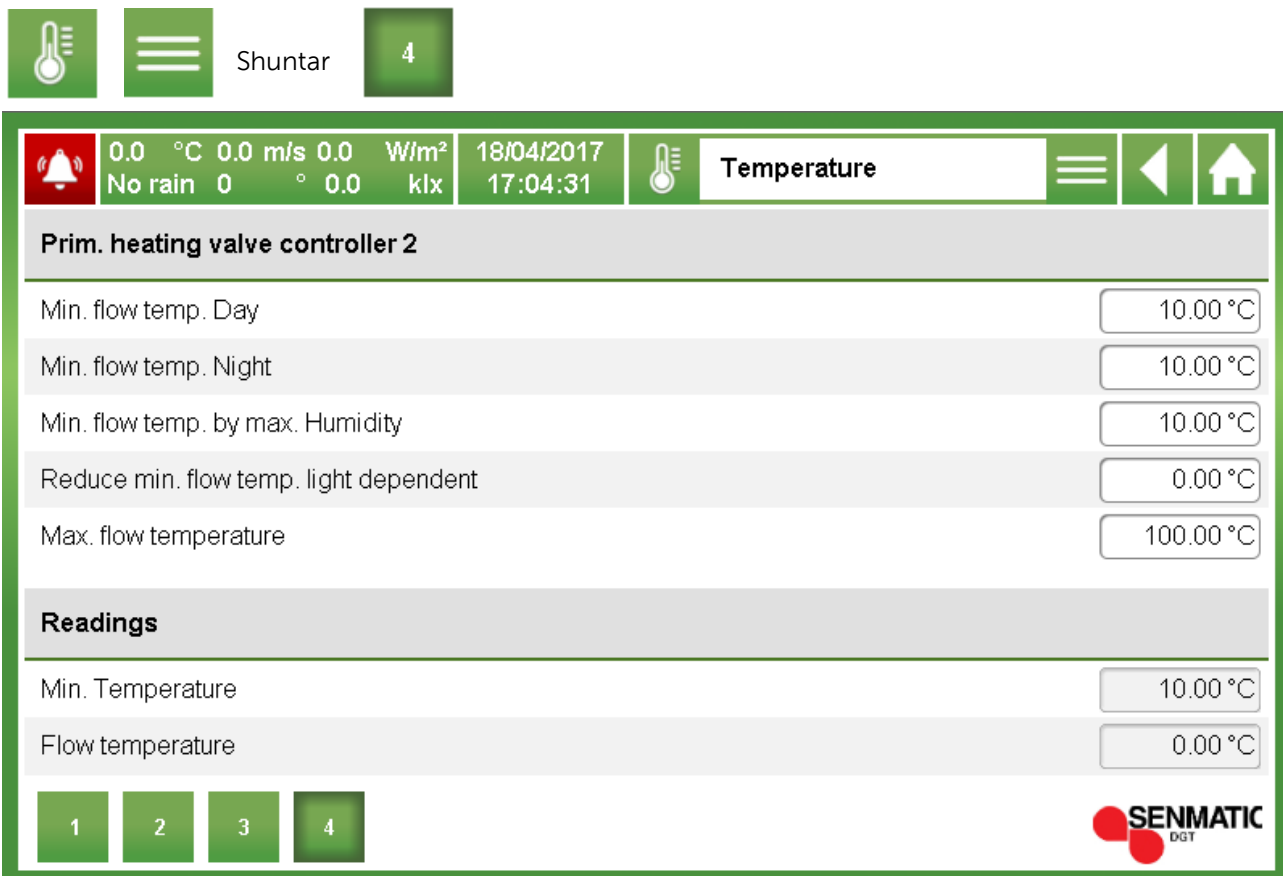 Shuntar 4
0.0 °C 0.0 m/s 0.0 W/m² 18/04/2017 Temperature
No rain 0 ° 0.0 klx 17:04:31
Prim. heating valve controller 2
Min. flow temp. Day 10.00 °C
Min. flow temp. Night 10.00 °C
Min. flow temp. by max. Humidity 10.00 °C
Reduce min. flow temp. light dependent 0.00 °C
Max. flow temperature 100.00 °C
Readings
Min. Temperature 10.00 °C
Flow temperature 0.00 °C
1 2 3 4 SENMATIC
DGT